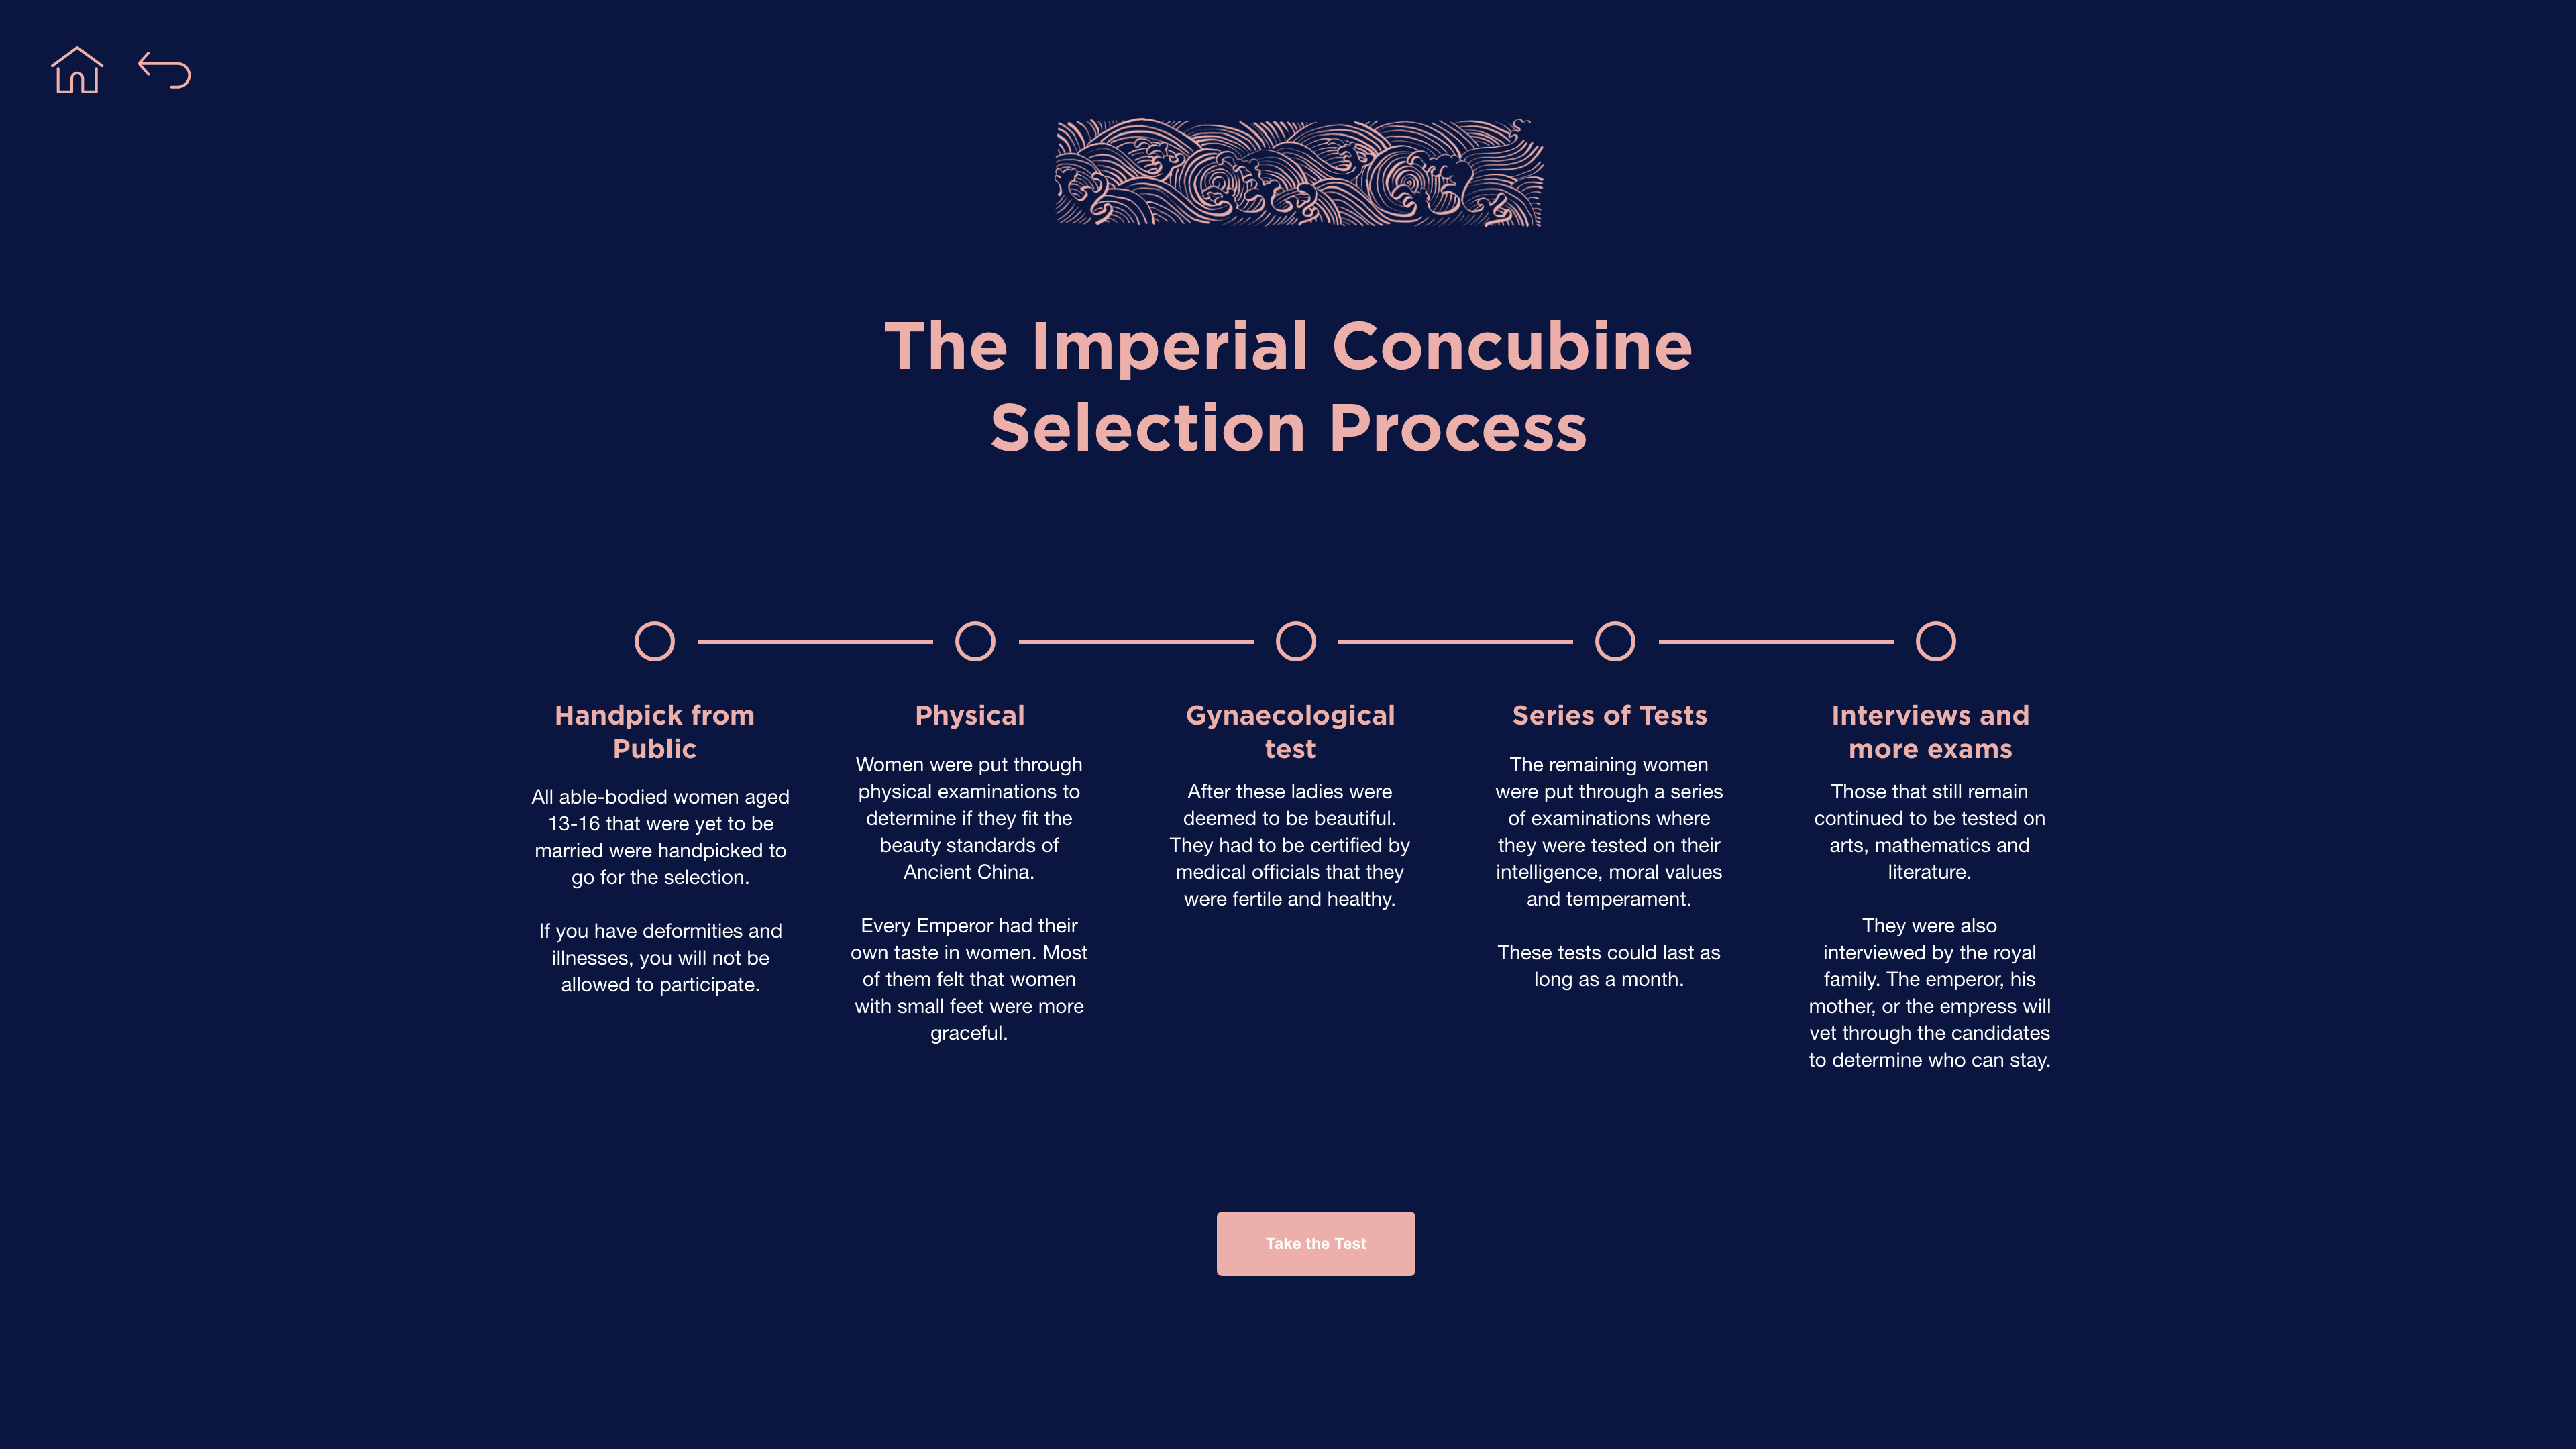 The Imperial Concubine
Selection Process
Handpick from
Public
All able-bodied women aged
13-16 that were yet to be
married were handpicked to
go for the selection.
If you have deformities and
illnesses, you will not be
allowed to participate.
Physical
Women were put through
physical examinations to
determine if they fit the
beauty standards of
Ancient China.
Every Emperor had their
own taste in women. Most
of them felt that women
with small feet were more
graceful.
Gynaecological
test
After these ladies were
deemed to be beautiful.
They had to be certified by
medical officials that they
were fertile and healthy.
Series of Tests
The remaining women
were put through a series
of examinations where
they were tested on their
intelligence, moral values
and temperament.
These tests could last as
long as a month.
Interviews and
more exams
Those that still remain
continued to be tested on
arts, mathematics and
literature.
They were also
interviewed by the royal
family. The emperor, his
mother, or the empress will
vet through the candidates
to determine who can stay.
Take the Test